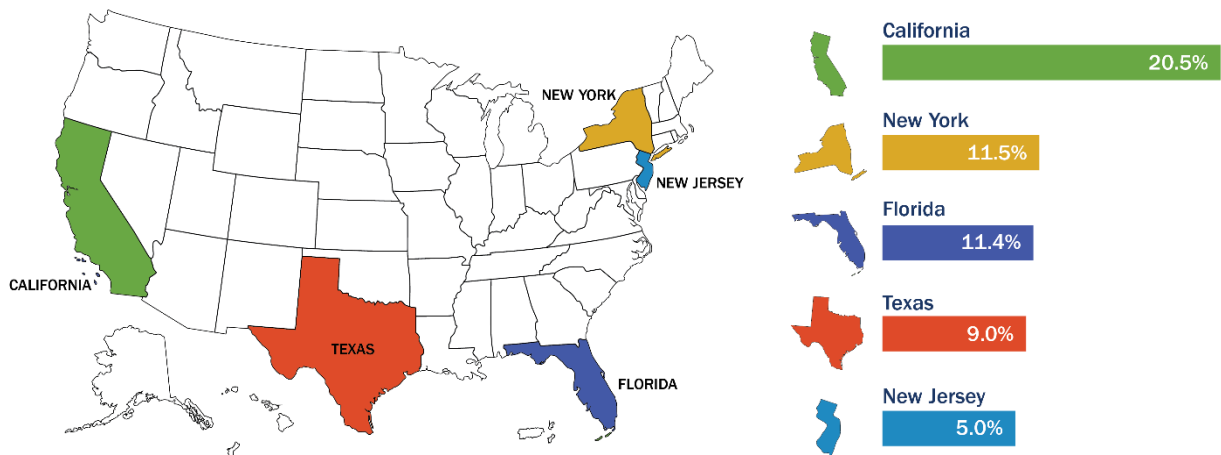 NEW YORK
NEW JERSEY
CALIFORNIA
TEXAS
FLORIDA
California
20.5%
New York
11.5%
Florida
11.4%
Texas
9.0%
New Jersey
5.0%